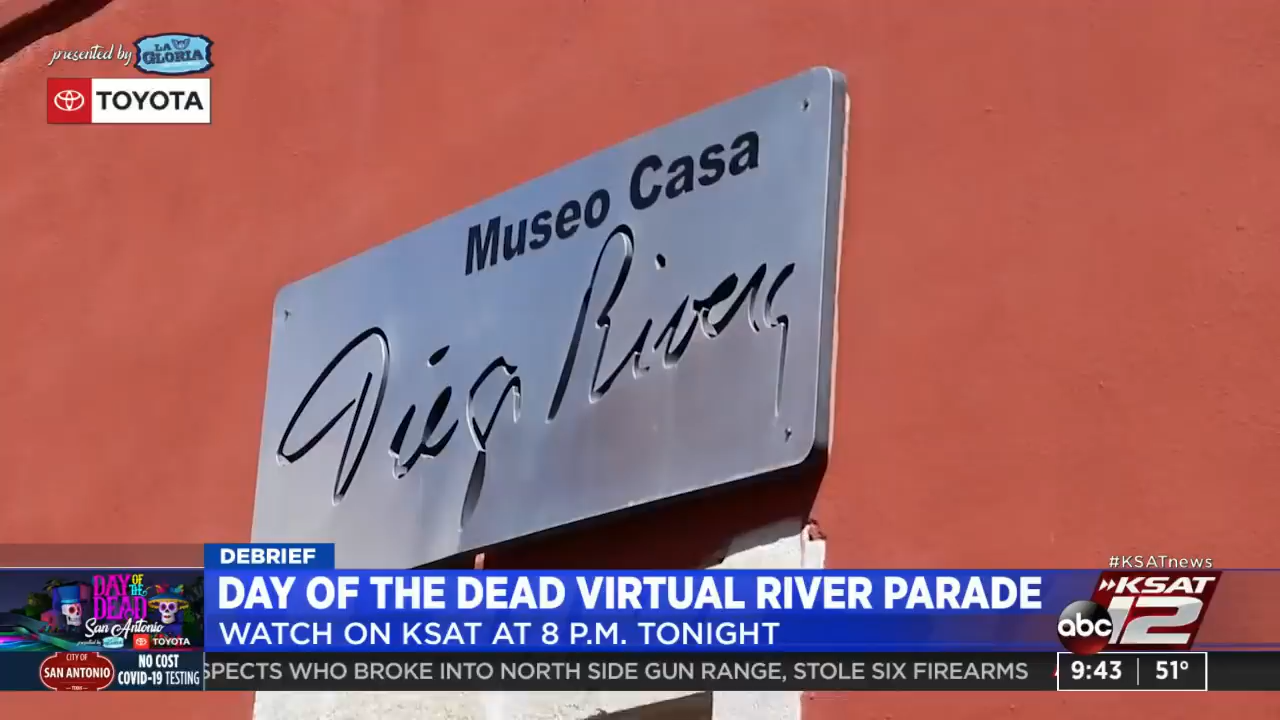 presented by LA GLORIA
TOYOTA
Museo Casa
Diego Rivera
DEBRIEF
#KSATnews
DAY OF THE DEAD VIRTUAL RIVER PARADE
WATCH ON KSAT AT 8 P.M. TONIGHT
KSAT
abc 12
DAY OF THE DEAD
San Antonio
TOYOTA
CITY OF
SAN ANTONIO
TEXAS
NO COST
COVID-19 TESTING
SPECTS WHO BROKE INTO NORTH SIDE GUN RANGE, STOLE SIX FIREARMS
9:43 51°